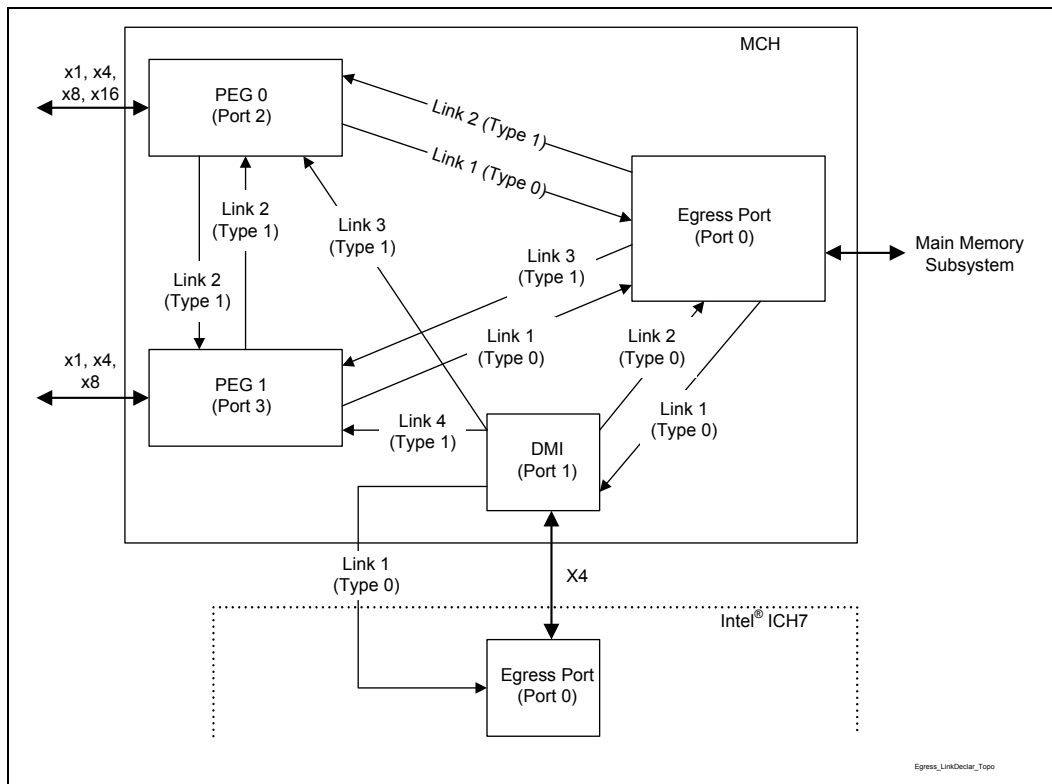 MCH
x1, x4,
x8, x16
PEG 0
(Port 2)
Link 2 (Type 1)
Link 1 (Type 0)
Egress Port
(Port 0)
Main Memory
Subsystem
Link 2
(Type 1)
Link 3
(Type 1)
Link 2
(Type 1)
Link 3
(Type 1)
Link 1
(Type 0)
Link 2
(Type 0)
x1, x4,
x8
PEG 1
(Port 3)
Link 4
(Type 1)
Link 1
(Type 0)
DMI
(Port 1)
Link 1
(Type 0)
X4
Intel® ICH7
Egress Port
(Port 0)
Egress_LinkDeclar_Topo